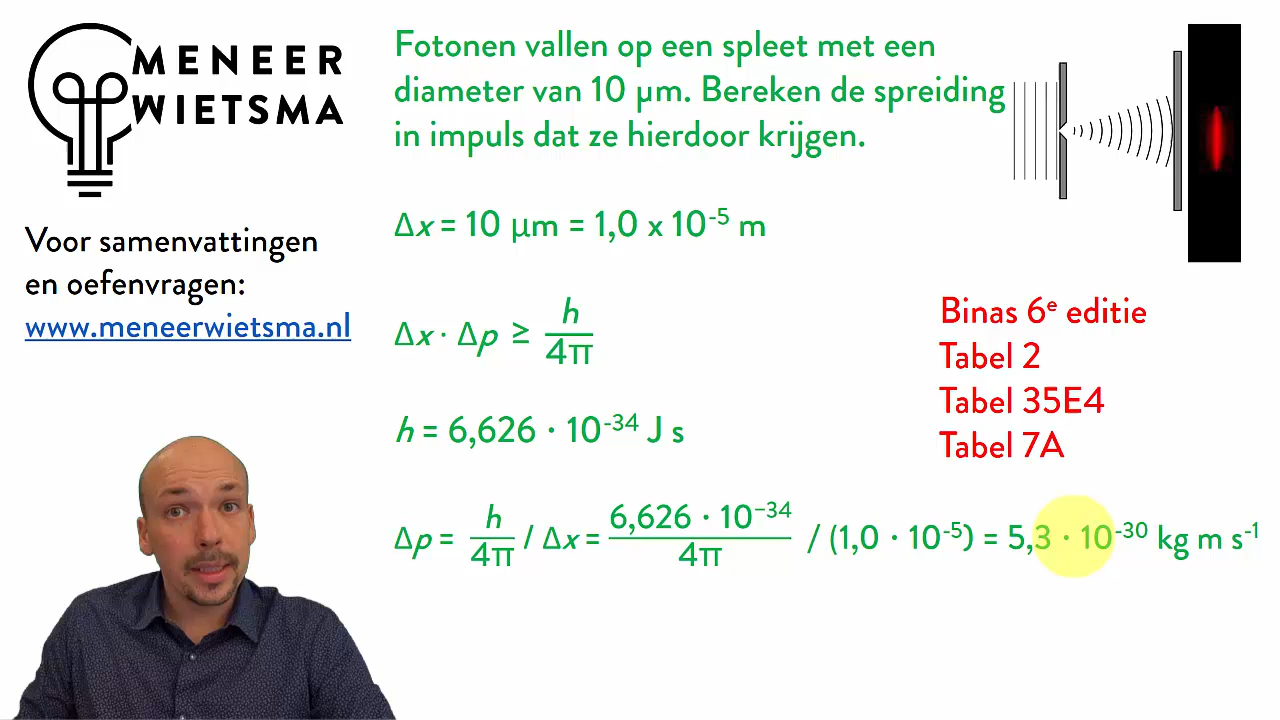 MENEER
WIETSMA
Voor samenvattingen
en oefenvragen:
www.meneerwietsma.nl
Fotonen vallen op een spleet met een
diameter van 10 μm. Bereken de spreiding
in impuls dat ze hierdoor krijgen.
Δx = 10 μm = 1,0 x 10⁻⁵ m
Δx · Δp ≥ h / 4π
h = 6,626 · 10⁻³⁴ J s
Δp = h / 4π / Δx = 6,626 · 10⁻³⁴ / 4π / (1,0 · 10⁻⁵) = 5,3 · 10⁻³⁰ kg m s⁻¹
Binas 6ᵉ editie
Tabel 2
Tabel 35E4
Tabel 7A